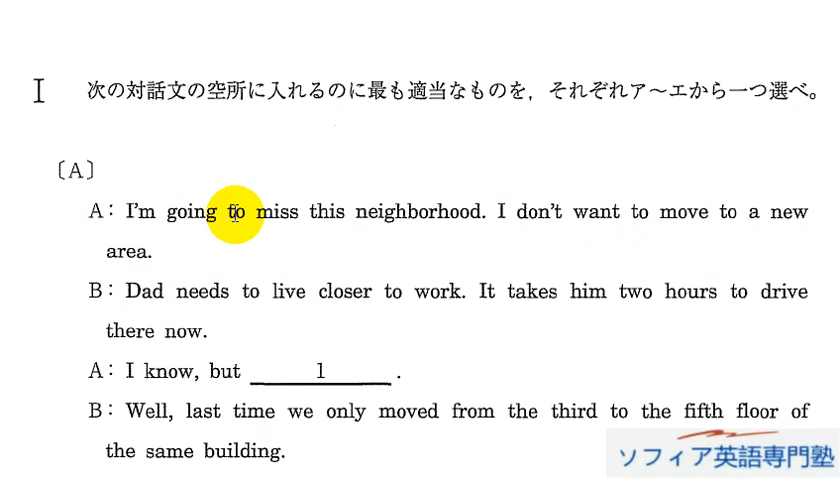 I 次の対話文の空所に入れるのに最も適当なものを，それぞれア～エから一つ選べ。
〔A〕
A： I'm going to miss this neighborhood. I don't want to move to a new
area.
B： Dad needs to live closer to work. It takes him two hours to drive
there now.
A： I know, but 1 .
B： Well, last time we only moved from the third to the fifth floor of
the same building.
ソフィア英語専門塾